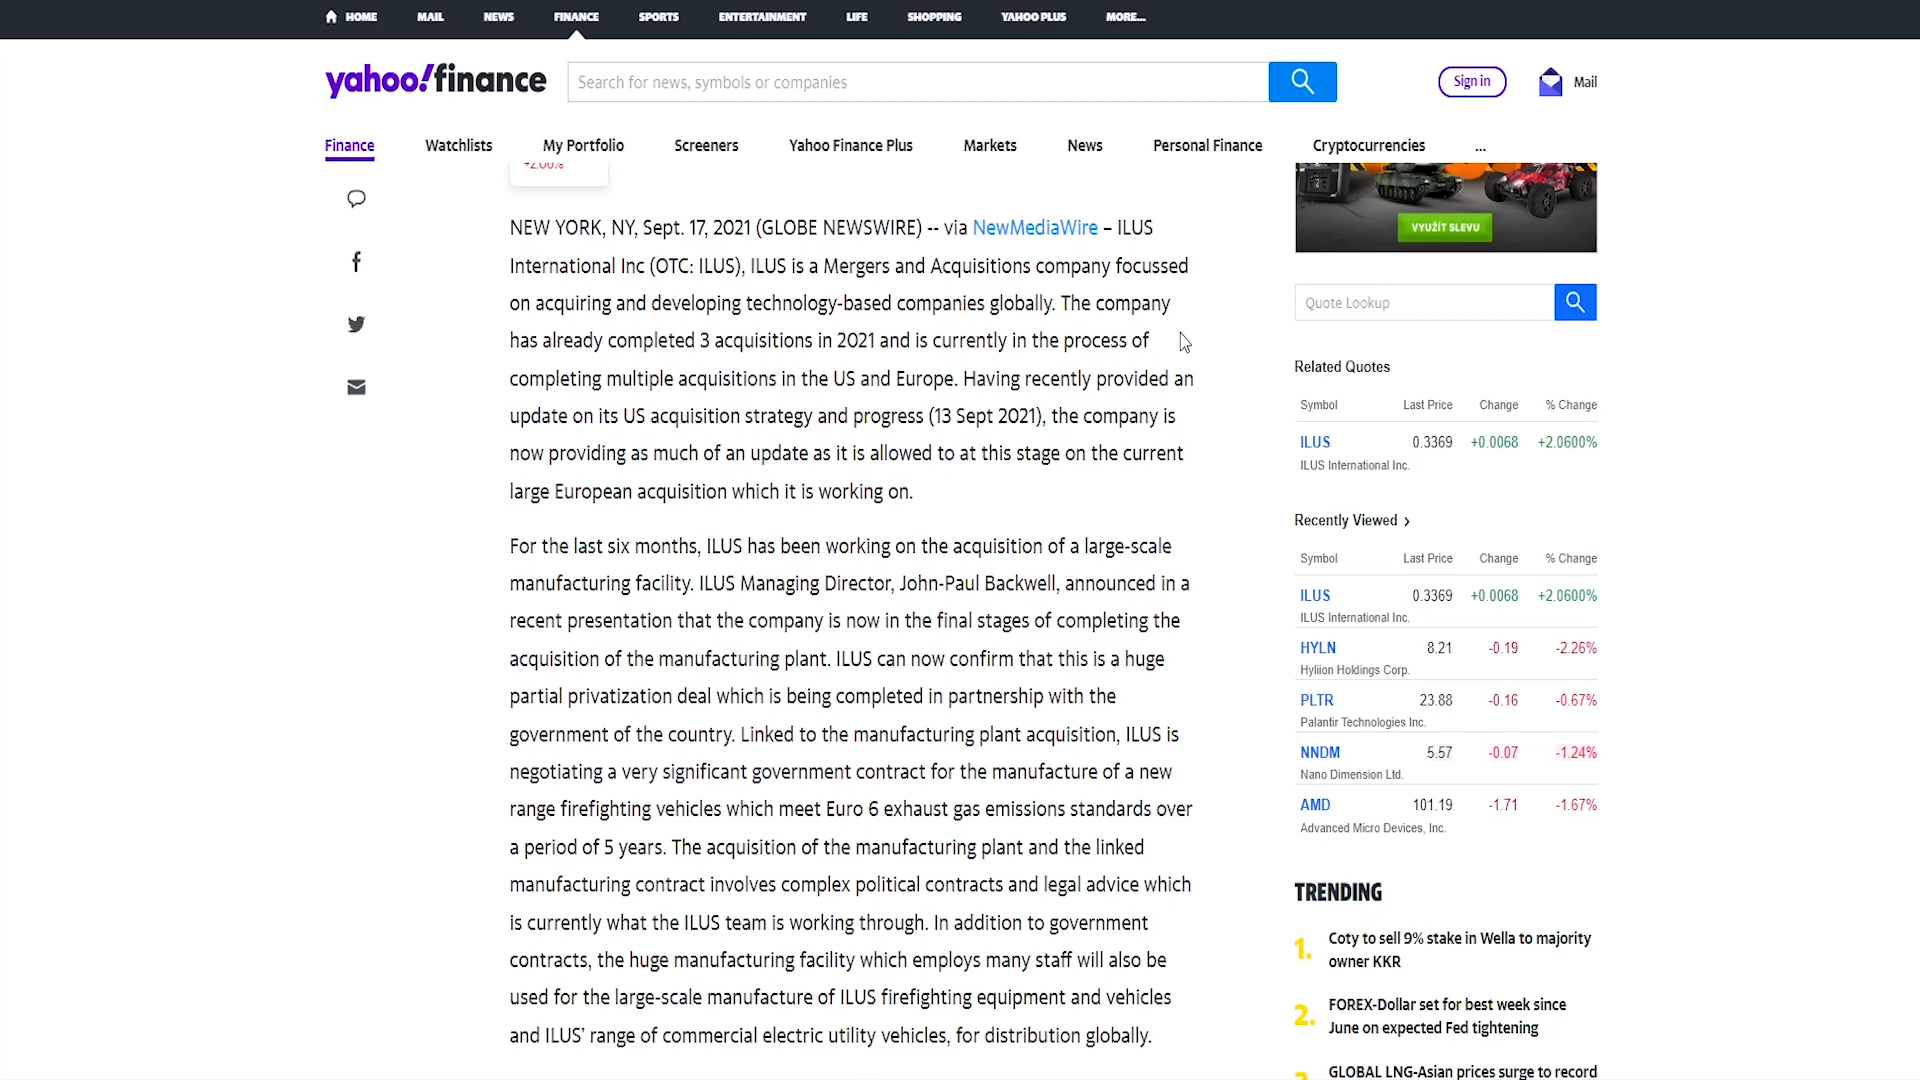 HOME MAIL NEWS FINANCE SPORTS ENTERTAINMENT LIFE SHOPPING YAHOO PLUS MORE...
yahoo!finance
Search for news, symbols or companies
Sign in
Mail
Finance Watchlists My Portfolio Screeners Yahoo Finance Plus Markets News Personal Finance Cryptocurrencies ...
+2.06%
NEW YORK, NY, Sept. 17, 2021 (GLOBE NEWSWIRE) -- via NewMediaWire – ILUS
International Inc (OTC: ILUS), ILUS is a Mergers and Acquisitions company focussed
on acquiring and developing technology-based companies globally. The company
has already completed 3 acquisitions in 2021 and is currently in the process of
completing multiple acquisitions in the US and Europe. Having recently provided an
update on its US acquisition strategy and progress (13 Sept 2021), the company is
now providing as much of an update as it is allowed to at this stage on the current
large European acquisition which it is working on.
For the last six months, ILUS has been working on the acquisition of a large-scale
manufacturing facility. ILUS Managing Director, John-Paul Backwell, announced in a
recent presentation that the company is now in the final stages of completing the
acquisition of the manufacturing plant. ILUS can now confirm that this is a huge
partial privatization deal which is being completed in partnership with the
government of the country. Linked to the manufacturing plant acquisition, ILUS is
negotiating a very significant government contract for the manufacture of a new
range firefighting vehicles which meet Euro 6 exhaust gas emissions standards over
a period of 5 years. The acquisition of the manufacturing plant and the linked
manufacturing contract involves complex political contracts and legal advice which
is currently what the ILUS team is working through. In addition to government
contracts, the huge manufacturing facility which employs many staff will also be
used for the large-scale manufacture of ILUS firefighting equipment and vehicles
and ILUS' range of commercial electric utility vehicles, for distribution globally.
VYUŽÍT SLEVU
Quote Lookup
Related Quotes
Symbol Last Price Change % Change
ILUS 0.3369 +0.0068 +2.0600%
ILUS International Inc.
Recently Viewed >
Symbol Last Price Change % Change
ILUS 0.3369 +0.0068 +2.0600%
ILUS International Inc.
HYLN 8.21 -0.19 -2.26%
Hyliion Holdings Corp.
PLTR 23.88 -0.16 -0.67%
Palantir Technologies Inc.
NNDM 5.57 -0.07 -1.24%
Nano Dimension Ltd.
AMD 101.19 -1.71 -1.67%
Advanced Micro Devices, Inc.
TRENDING
1. Coty to sell 9% stake in Wella to majority
owner KKR
2. FOREX-Dollar set for best week since
June on expected Fed tightening
3. GLOBAL LNG-Asian prices surge to record